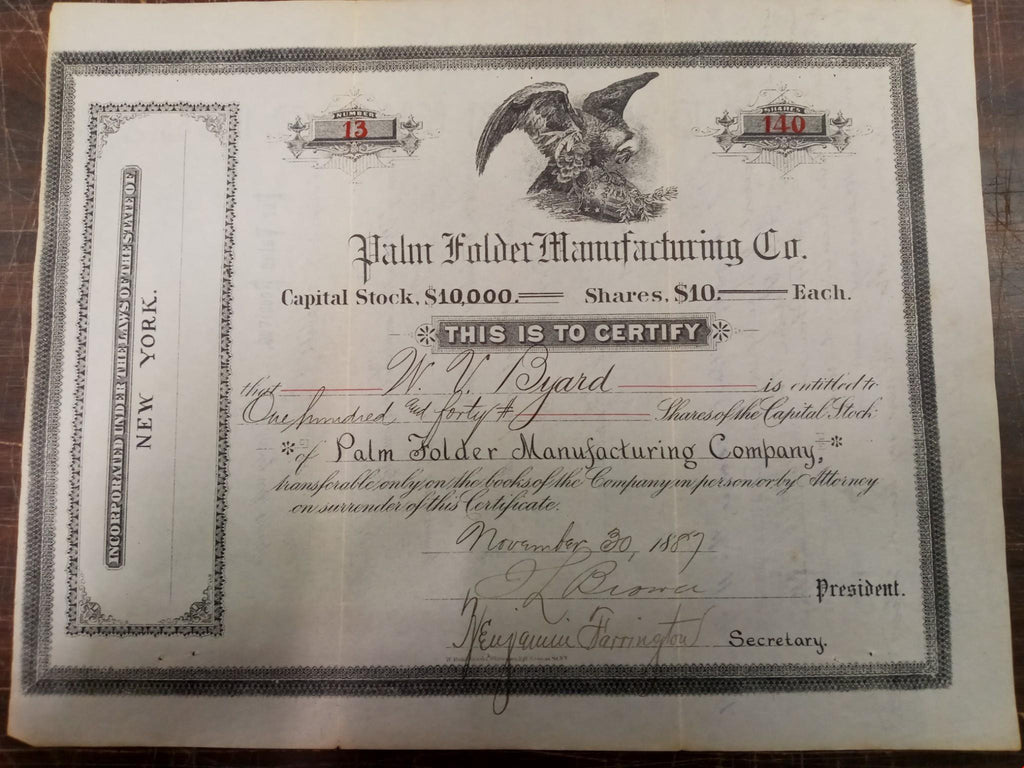 NUMBER
13
SHARES
140
Palm Folder Manufacturing Co.
Capital Stock, $10,000. Shares, $10. Each.
THIS IS TO CERTIFY
that W. V. Byard is entitled to
One hundred and forty # Shares of the Capital Stock
*of Palm Folder Manufacturing Company,*
transferable only on the books of the Company in person or by Attorney
on surrender of this Certificate.
November 30, 1887
L Brown President.
Benjamin Farrington Secretary.
INCORPORATED UNDER THE LAWS OF THE STATE OF
NEW YORK.